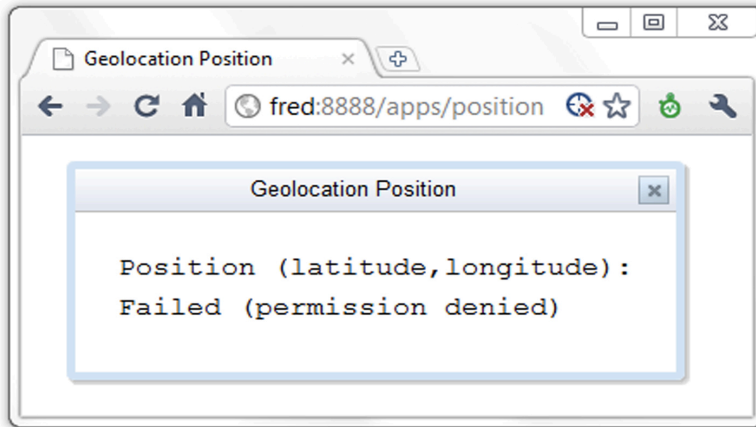 Geolocation Position
fred:8888/apps/position
Geolocation Position
Position (latitude,longitude):
Failed (permission denied)